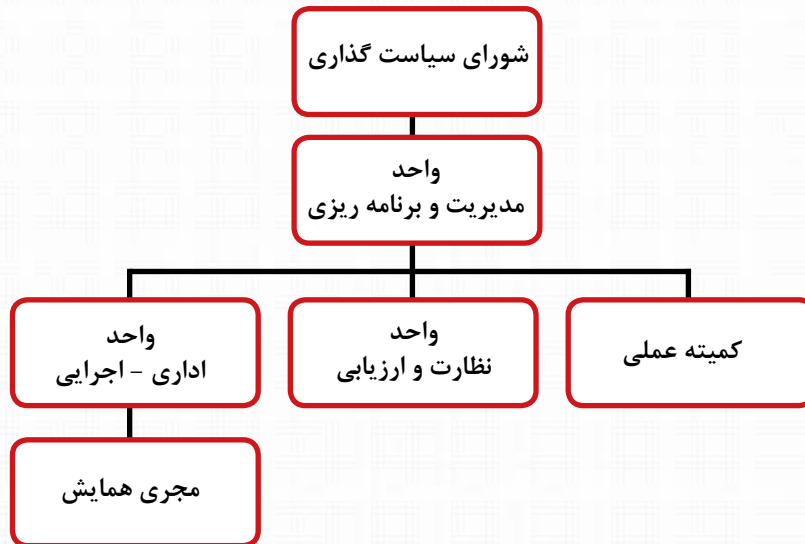 شورای سیاست گذاری
واحد
مدیریت و برنامه ریزی
کمیته عملی
واحد
نظارت و ارزیابی
واحد
اداری - اجرایی
مجری همایش